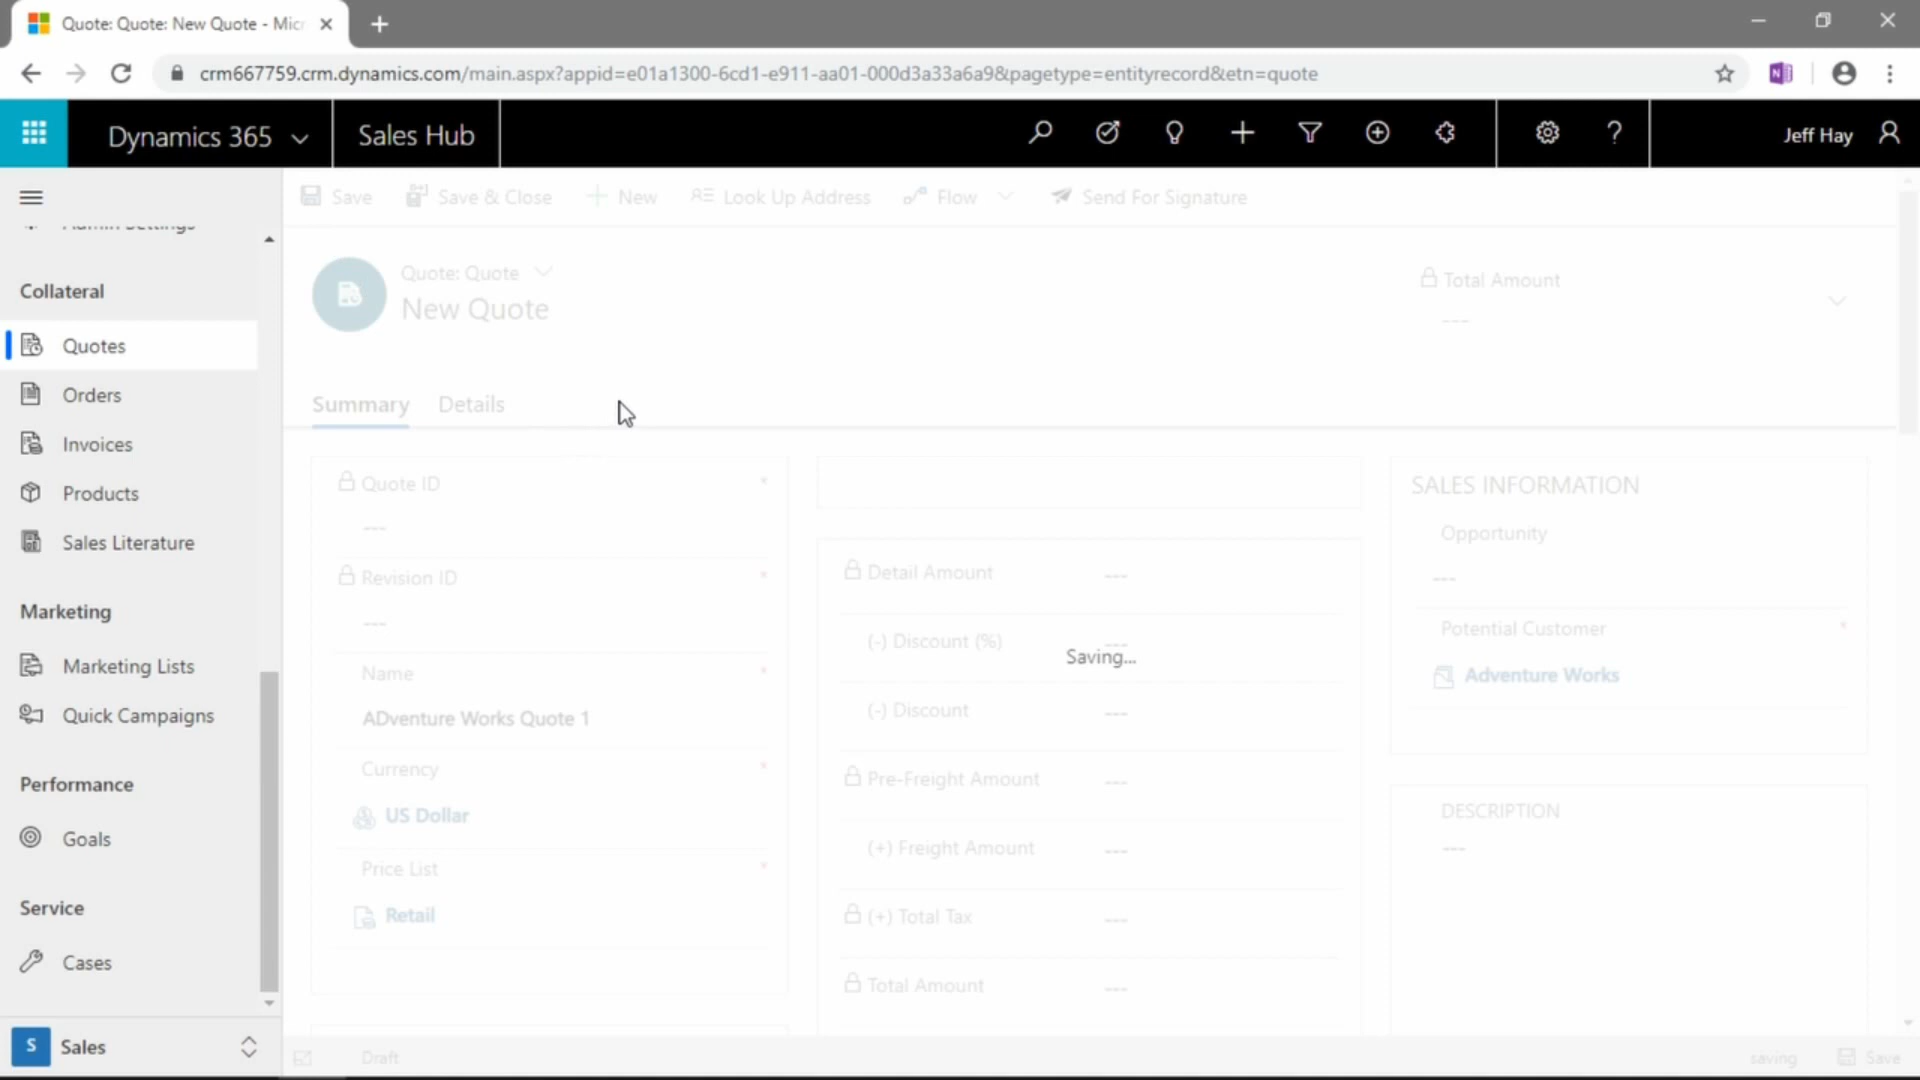 Quote: Quote: New Quote - Micr
crm667759.crm.dynamics.com/main.aspx?appid=e01a1300-6cd1-e911-aa01-000d3a33a6a9&pagetype=entityrecord&etn=quote
Dynamics 365
Sales Hub
Jeff Hay
Save
Save & Close
New
Look Up Address
Flow
Send For Signature
Admin Settings
Collateral
Quotes
Orders
Invoices
Products
Sales Literature
Marketing
Marketing Lists
Quick Campaigns
Performance
Goals
Service
Cases
S
Sales
Quote: Quote
New Quote
Total Amount
---
Summary
Details
Quote ID *
---
Revision ID *
---
Name *
ADventure Works Quote 1
Currency *
US Dollar
Price List *
Retail
Detail Amount ---
(-) Discount (%) ---
Saving...
(-) Discount ---
Pre-Freight Amount ---
(+) Freight Amount ---
(+) Total Tax ---
Total Amount ---
SALES INFORMATION
Opportunity
---
Potential Customer *
Adventure Works
DESCRIPTION
---
Draft
saving
Save